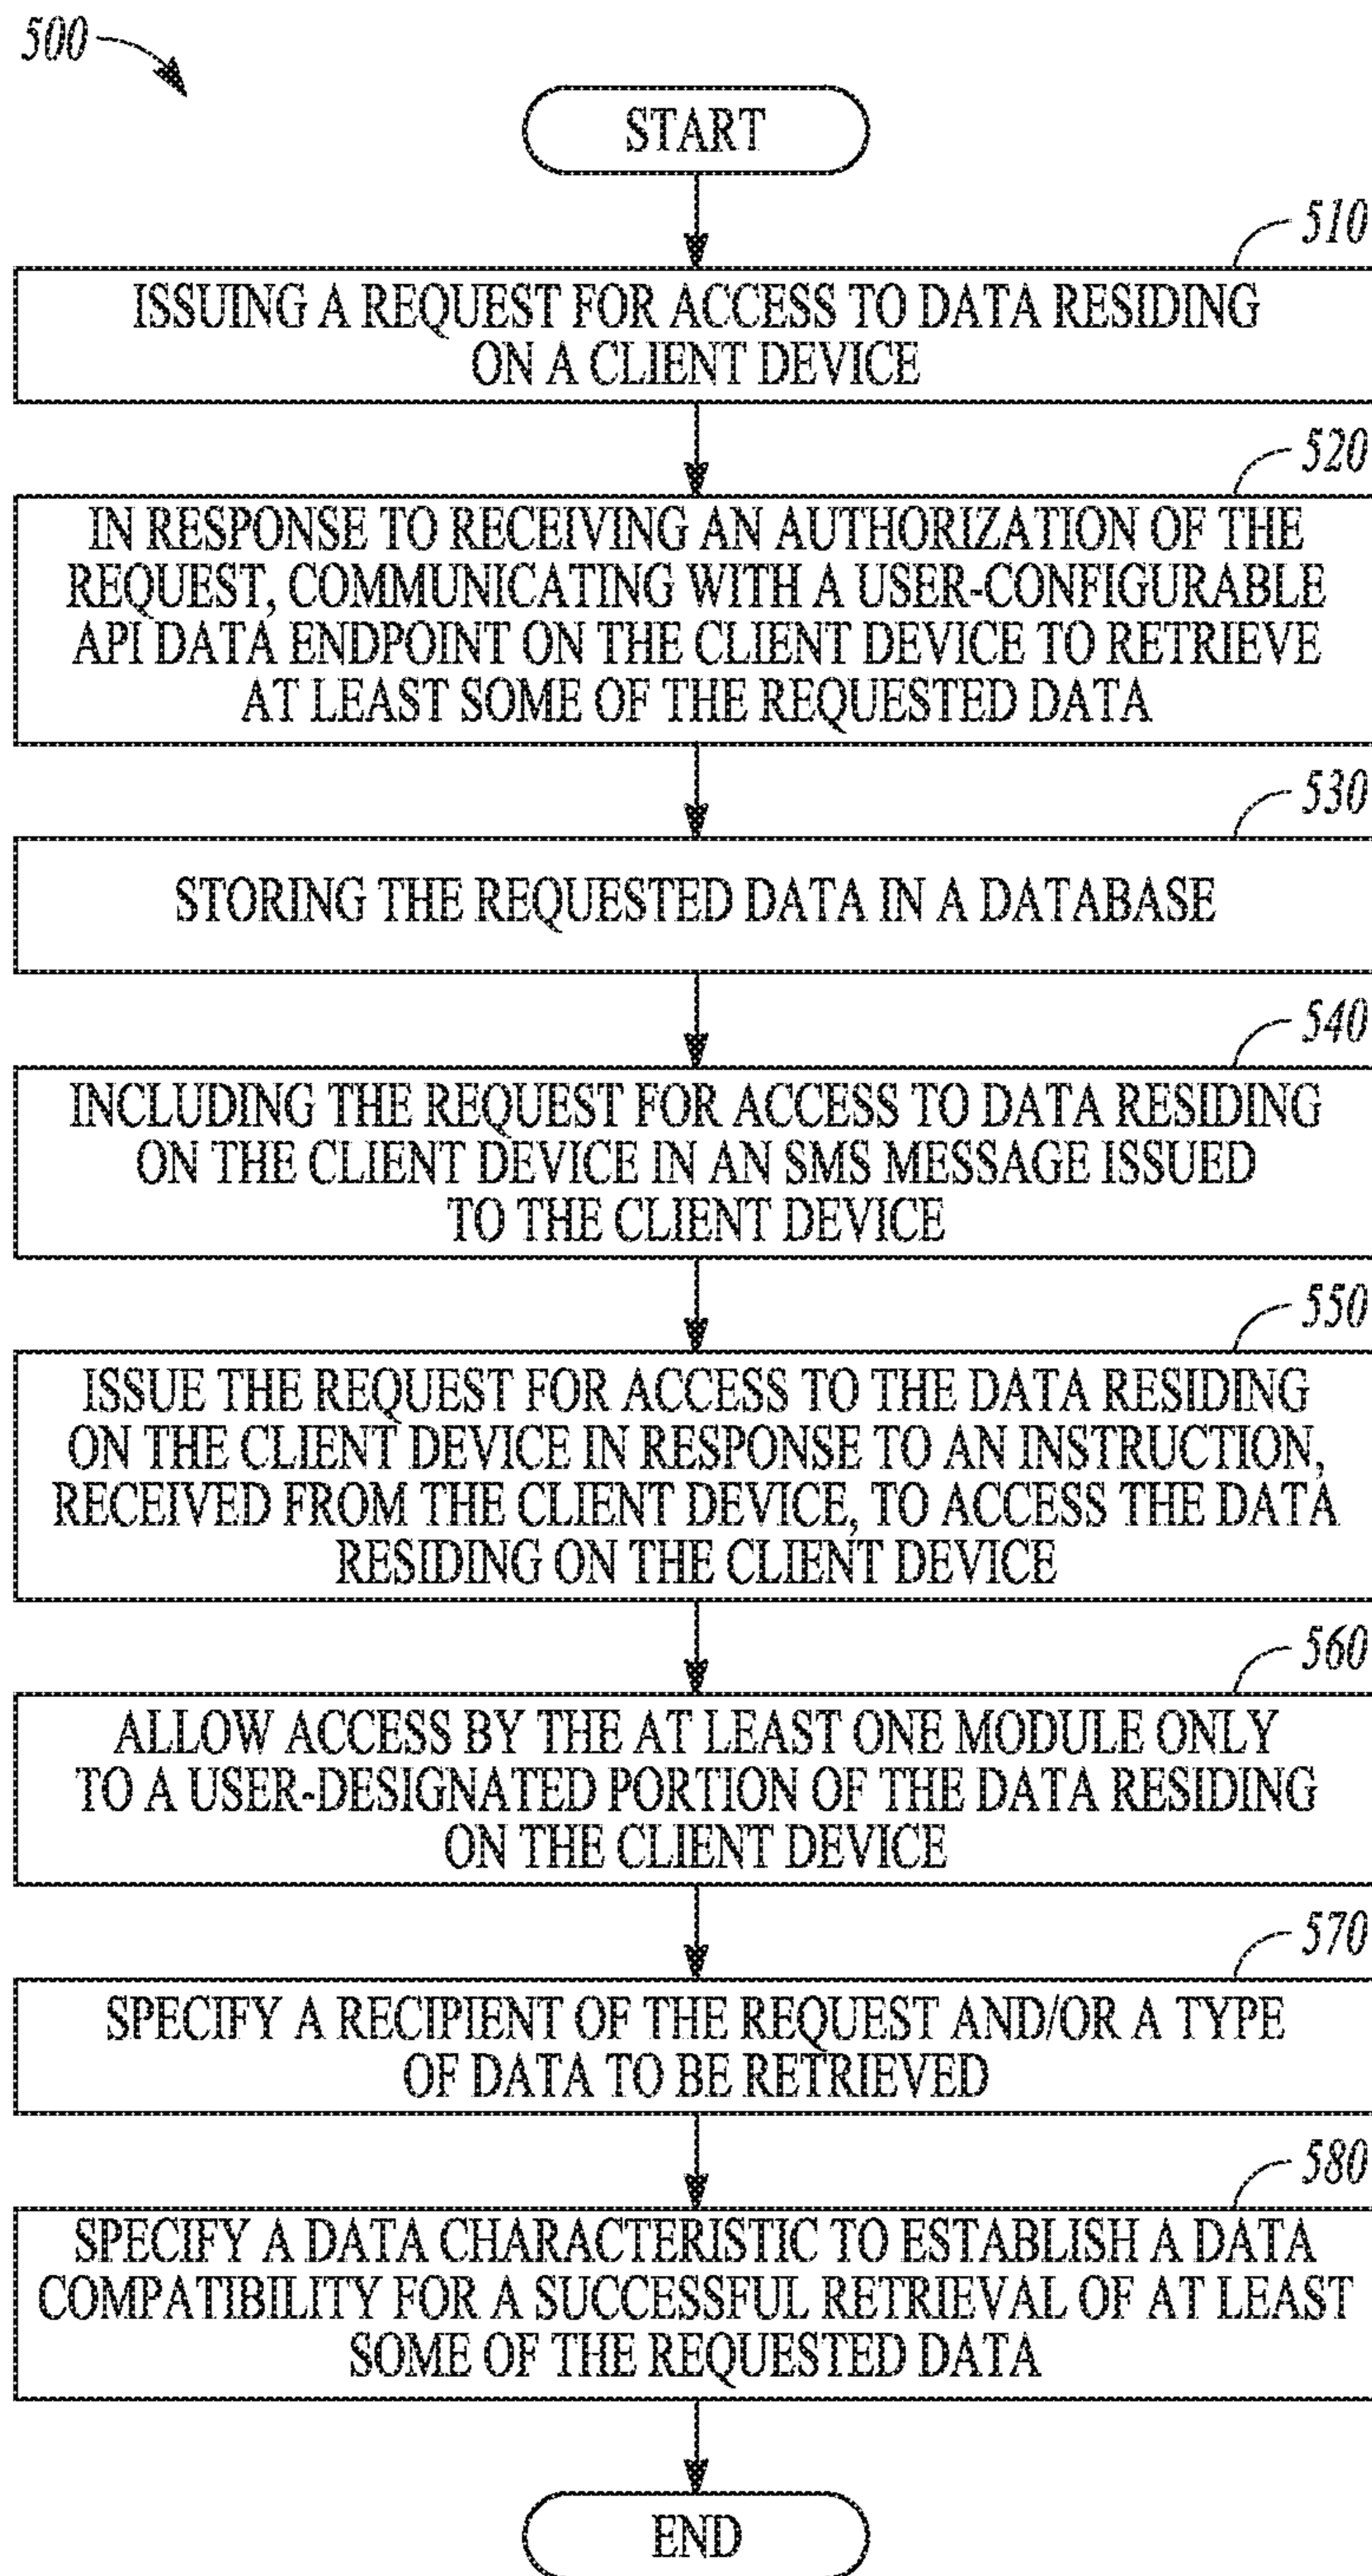 500
START
510
ISSUING A REQUEST FOR ACCESS TO DATA RESIDING
ON A CLIENT DEVICE
520
IN RESPONSE TO RECEIVING AN AUTHORIZATION OF THE
REQUEST, COMMUNICATING WITH A USER-CONFIGURABLE
API DATA ENDPOINT ON THE CLIENT DEVICE TO RETRIEVE
AT LEAST SOME OF THE REQUESTED DATA
530
STORING THE REQUESTED DATA IN A DATABASE
540
INCLUDING THE REQUEST FOR ACCESS TO DATA RESIDING
ON THE CLIENT DEVICE IN AN SMS MESSAGE ISSUED
TO THE CLIENT DEVICE
550
ISSUE THE REQUEST FOR ACCESS TO THE DATA RESIDING
ON THE CLIENT DEVICE IN RESPONSE TO AN INSTRUCTION,
RECEIVED FROM THE CLIENT DEVICE, TO ACCESS THE DATA
RESIDING ON THE CLIENT DEVICE
560
ALLOW ACCESS BY THE AT LEAST ONE MODULE ONLY
TO A USER-DESIGNATED PORTION OF THE DATA RESIDING
ON THE CLIENT DEVICE
570
SPECIFY A RECIPIENT OF THE REQUEST AND/OR A TYPE
OF DATA TO BE RETRIEVED
580
SPECIFY A DATA CHARACTERISTIC TO ESTABLISH A DATA
COMPATIBILITY FOR A SUCCESSFUL RETRIEVAL OF AT LEAST
SOME OF THE REQUESTED DATA
END